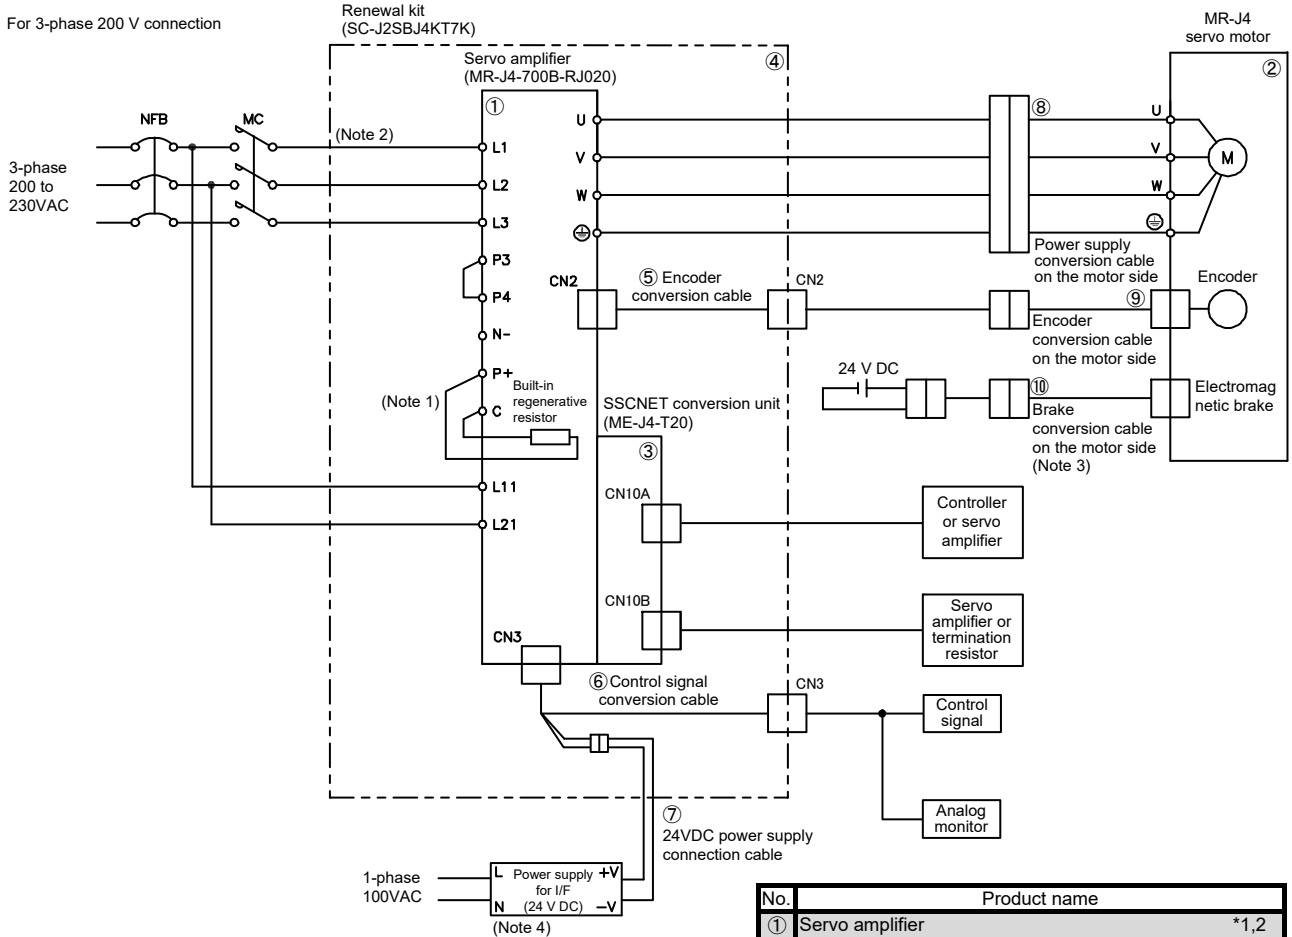 For 3-phase 200 V connection
Renewal kit
(SC-J2SBJ4KT7K)
MR-J4
servo motor
Servo amplifier
(MR-J4-700B-RJ020)
④
②
①
⑧
NFB
MC
(Note 2)
3-phase
200 to
230VAC
L1
L2
L3
P3
P4
N-
P+
C
L11
L21
U
V
W
U
V
W
M
Power supply
conversion cable
on the motor side
CN2
⑤ Encoder
conversion cable
CN2
⑨
Encoder
Encoder
conversion cable
on the motor side
(Note 1)
Built-in
regenerative
resistor
24 V DC
⑩
Brake
conversion cable
on the motor side
(Note 3)
Electromag
netic brake
SSCNET conversion unit
(ME-J4-T20)
③
CN10A
Controller
or servo
amplifier
CN10B
Servo
amplifier or
termination
resistor
CN3
⑥ Control signal
conversion cable
CN3
Control
signal
Analog
monitor
⑦
24VDC power supply
connection cable
1-phase
100VAC
L
N
Power supply
for I/F
(24 V DC)
+V
-V
(Note 4)
No. Product name
① Servo amplifier *1,2